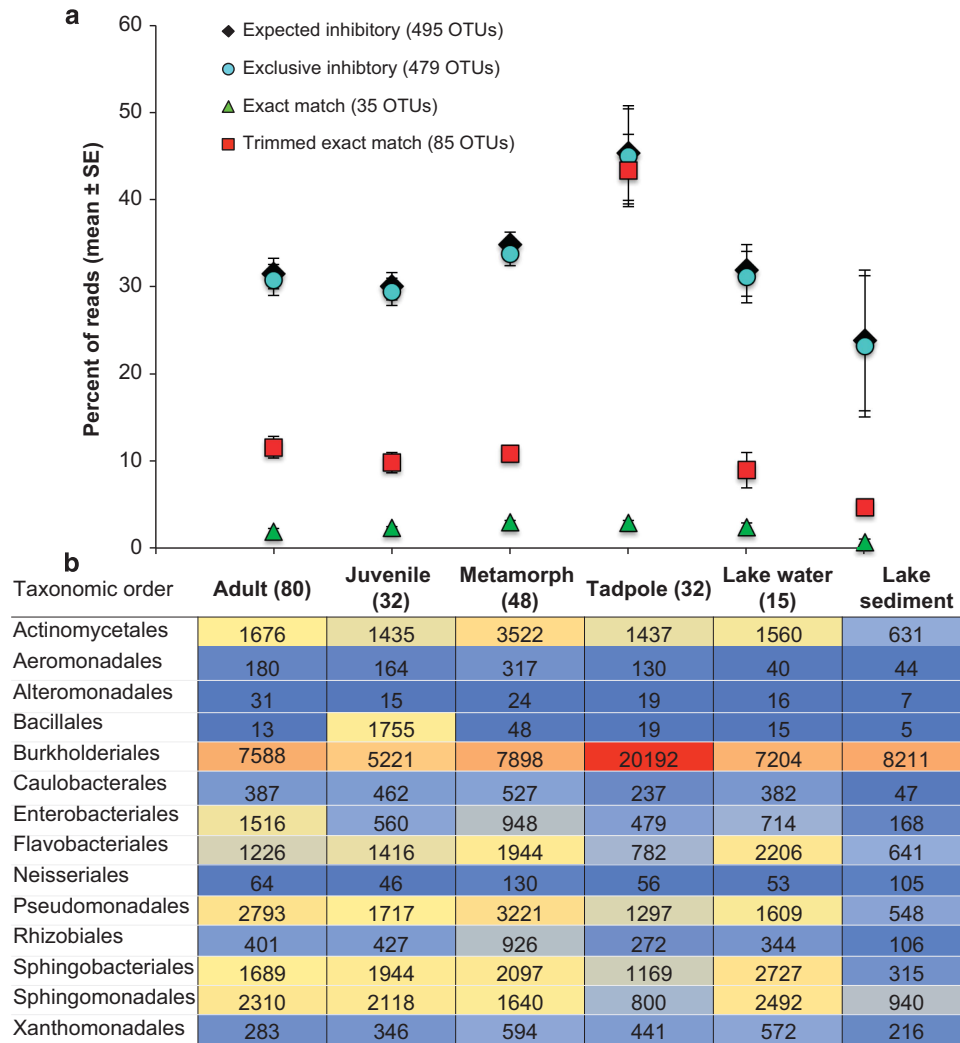 a
60
50
40
30
20
10
0
Percent of reads (mean ± SE)
Expected inhibitory (495 OTUs)
Exclusive inhibtory (479 OTUs)
Exact match (35 OTUs)
Trimmed exact match (85 OTUs)
b
Taxonomic order Adult (80) Juvenile (32) Metamorph (48) Tadpole (32) Lake water (15) Lake sediment
Actinomycetales 1676 1435 3522 1437 1560 631
Aeromonadales 180 164 317 130 40 44
Alteromonadales 31 15 24 19 16 7
Bacillales 13 1755 48 19 15 5
Burkholderiales 7588 5221 7898 20192 7204 8211
Caulobacterales 387 462 527 237 382 47
Enterobacteriales 1516 560 948 479 714 168
Flavobacteriales 1226 1416 1944 782 2206 641
Neisseriales 64 46 130 56 53 105
Pseudomonadales 2793 1717 3221 1297 1609 548
Rhizobiales 401 427 926 272 344 106
Sphingobacteriales 1689 1944 2097 1169 2727 315
Sphingomonadales 2310 2118 1640 800 2492 940
Xanthomonadales 283 346 594 441 572 216